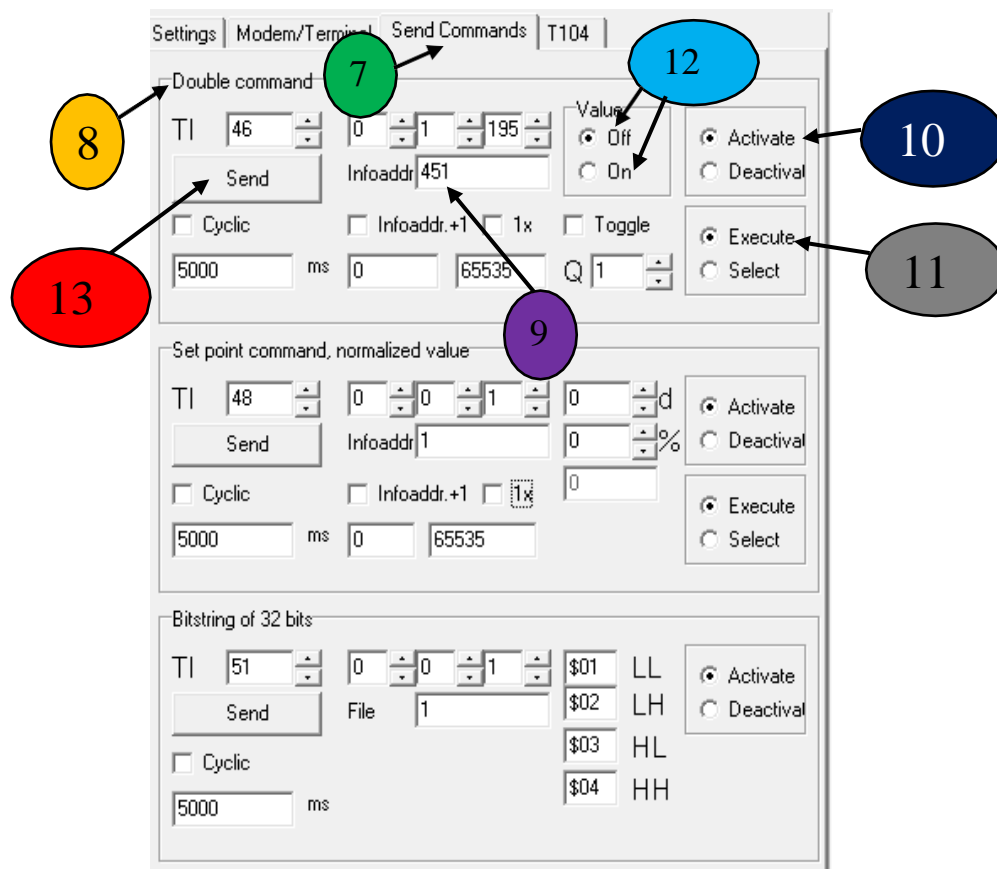 Settings Modem/Terminal Send Commands T104
7
12
8
Double command
TI 46 0 1 195 Value Off Activate
10
Send Infoaddr 451 On Deactival
Cyclic Infoaddr.+1 1x Toggle Execute
11
5000 ms 0 65535 Q 1 Select
13
9
Set point command, normalized value
TI 48 0 0 1 0 d Activate
Send Infoaddr 1 0 % Deactival
0
Cyclic Infoaddr.+1 1x Execute
5000 ms 0 65535 Select
Bitstring of 32 bits
TI 51 0 0 1 $01 LL Activate
Send File 1 $02 LH Deactival
$03 HL
Cyclic
$04 HH
5000 ms